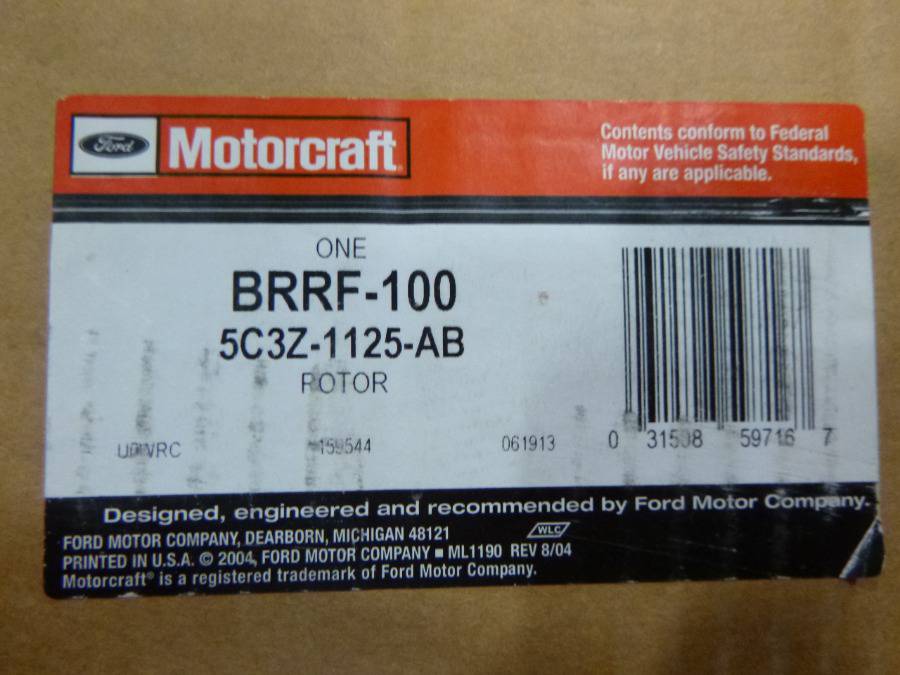 Ford Motorcraft
Contents conform to Federal
Motor Vehicle Safety Standards,
if any are applicable.
ONE
BRRF-100
5C3Z-1125-AB
ROTOR
159544
061913
0 31508 59716 7
Designed, engineered and recommended by Ford Motor Company.
WLC
FORD MOTOR COMPANY, DEARBORN, MICHIGAN 48121
PRINTED IN U.S.A. © 2004, FORD MOTOR COMPANY ■ ML1190 REV 8/04
Motorcraft® is a registered trademark of Ford Motor Company.